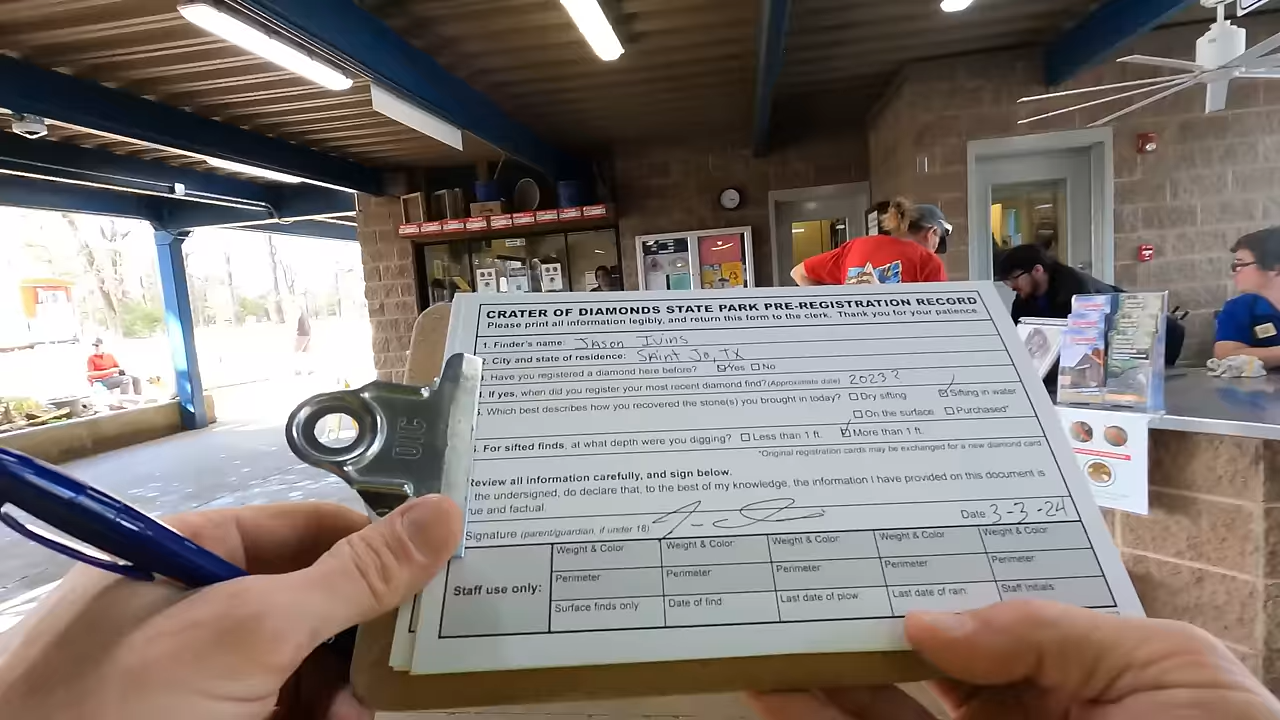 CRATER OF DIAMONDS STATE PARK PRE-REGISTRATION RECORD
Please print all information legibly, and return this form to the clerk. Thank you for your patience.
1. Finder's name: Jason Ivins
2. City and state of residence: Saint Jo, TX
. Have you registered a diamond here before? Yes No
. If yes, when did you register your most recent diamond find? (Approximate date) 2023?
. Which best describes how you recovered the stone(s) you brought in today? Dry sifting Sifting in water
On the surface Purchased*
. For sifted finds, at what depth were you digging? Less than 1 ft. More than 1 ft.
*Original registration cards may be exchanged for a new diamond card.
Review all information carefully, and sign below.
the undersigned, do declare that, to the best of my knowledge, the information I have provided on this document is
ue and factual.
Signature (parent/guardian, if under 18) Date 3-3-24
Staff use only:
Weight & Color Weight & Color Weight & Color Weight & Color Weight & Color
Perimeter Perimeter Perimeter Perimeter Perimeter
Surface finds only Date of find: Last date of plow Last date of rain: Staff Initials
OIC